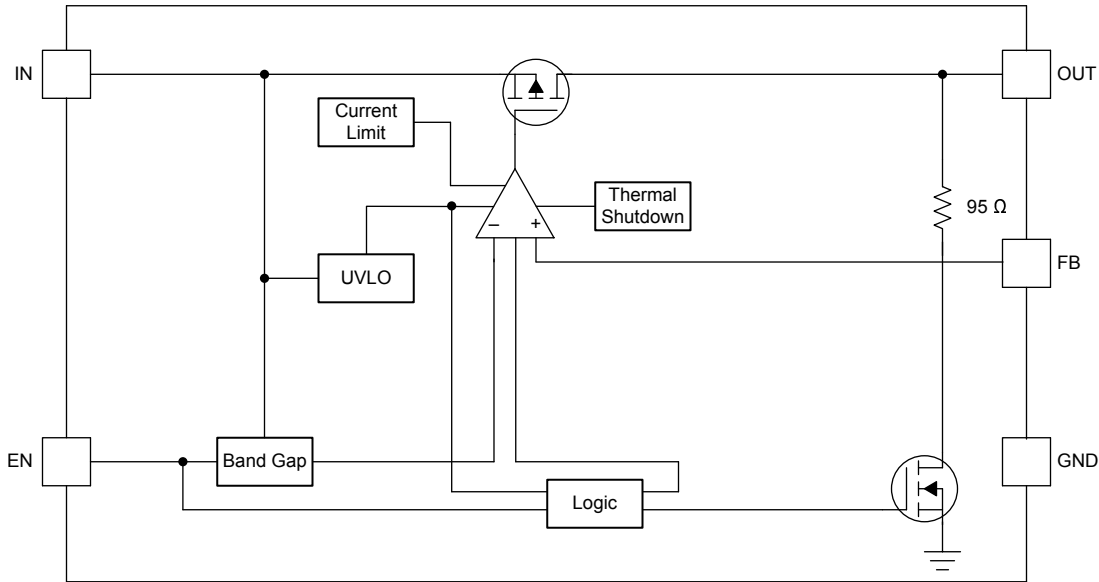 IN
OUT
Current
Limit
Thermal
Shutdown
−
+
95 Ω
UVLO
FB
EN
Band Gap
GND
Logic